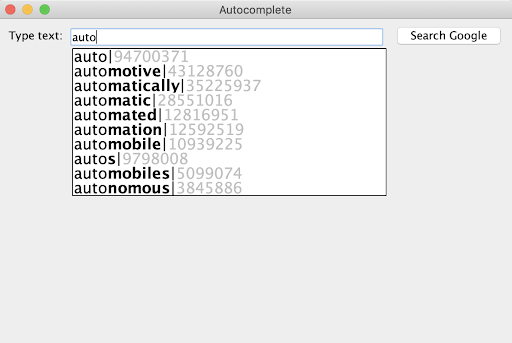 Autocomplete
Type text: auto Search Google
auto|94700371
automotive|43128760
automatically|35225937
automatic|28551016
automated|12816951
automation|12592519
automobile|10939225
autos|9798008
automobiles|5099074
autonomous|3845886